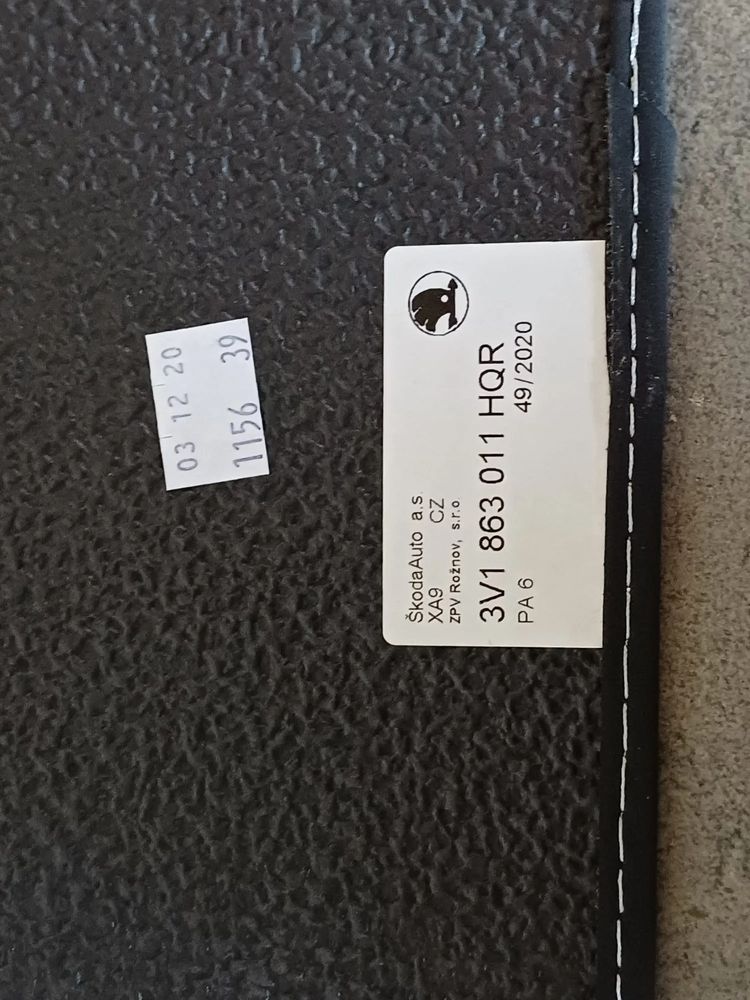 03 12 20
1156 39
ŠkodaAuto a.s.
XA9 CZ
ZPV Rožnov, s.r.o
3V1 863 011 HQR
PA 6 49/2020